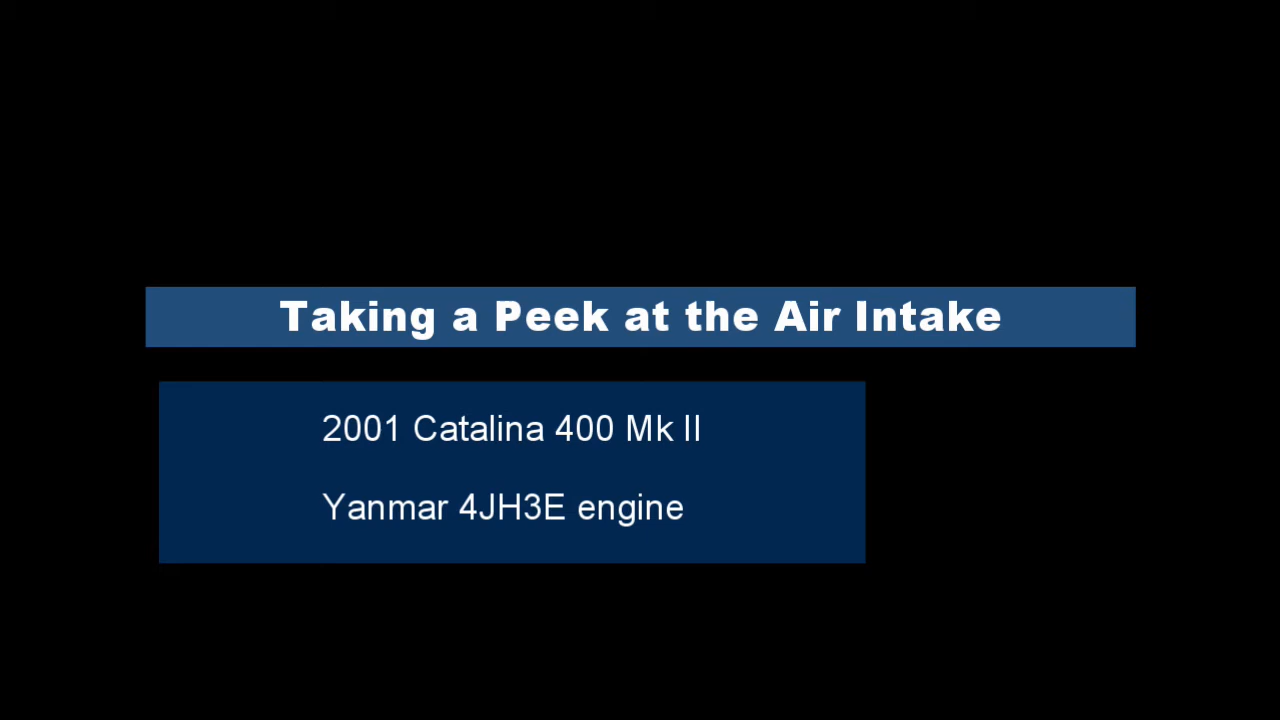 Taking a Peek at the Air Intake
2001 Catalina 400 Mk II
Yanmar 4JH3E engine